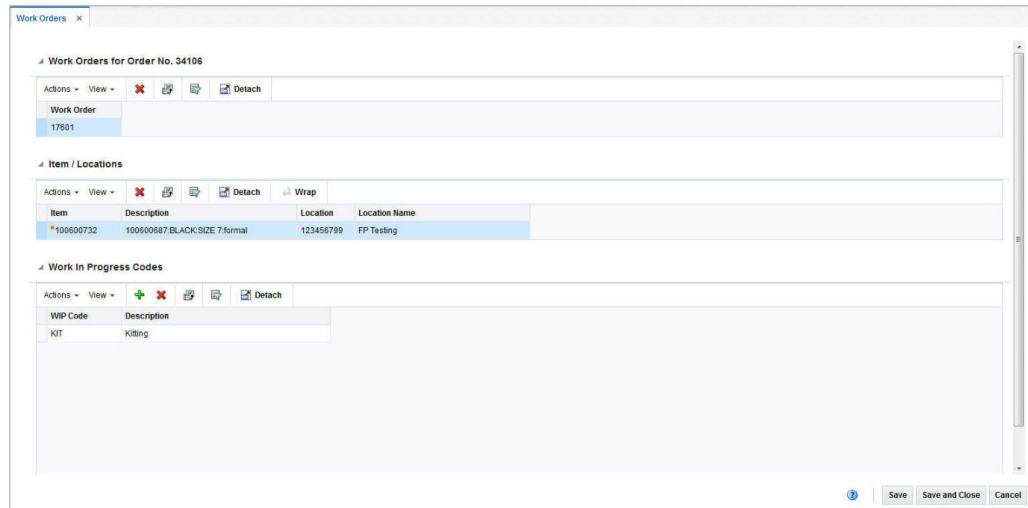 Work Orders ×
Work Orders for Order No. 34106
Actions View Detach
Work Order
17601
Item / Locations
Actions View Detach Wrap
Item Description Location Location Name
*100600732 100600687:BLACK:SIZE 7:formal 123456799 FP Testing
Work In Progress Codes
Actions View Detach
WIP Code Description
KIT Kitting
? Save Save and Close Cancel